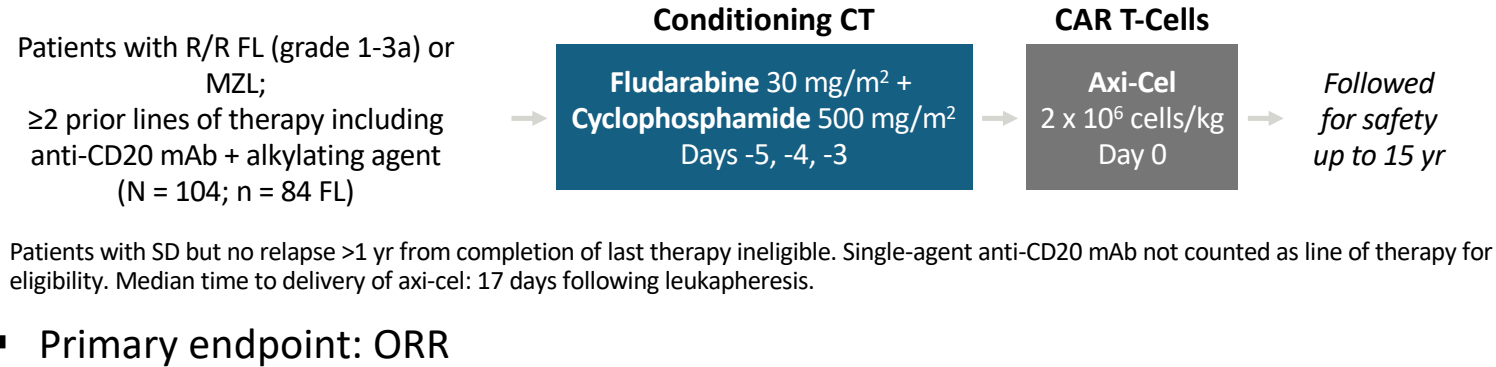 Conditioning CT
CAR T-Cells
Patients with R/R FL (grade 1-3a) or
MZL;
≥2 prior lines of therapy including
anti-CD20 mAb + alkylating agent
(N = 104; n = 84 FL)
Fludarabine 30 mg/m² +
Cyclophosphamide 500 mg/m²
Days -5, -4, -3
Axi-Cel
2 x 10⁶ cells/kg
Day 0
Followed
for safety
up to 15 yr
Patients with SD but no relapse >1 yr from completion of last therapy ineligible. Single-agent anti-CD20 mAb not counted as line of therapy for
eligibility. Median time to delivery of axi-cel: 17 days following leukapheresis.
▪ Primary endpoint: ORR